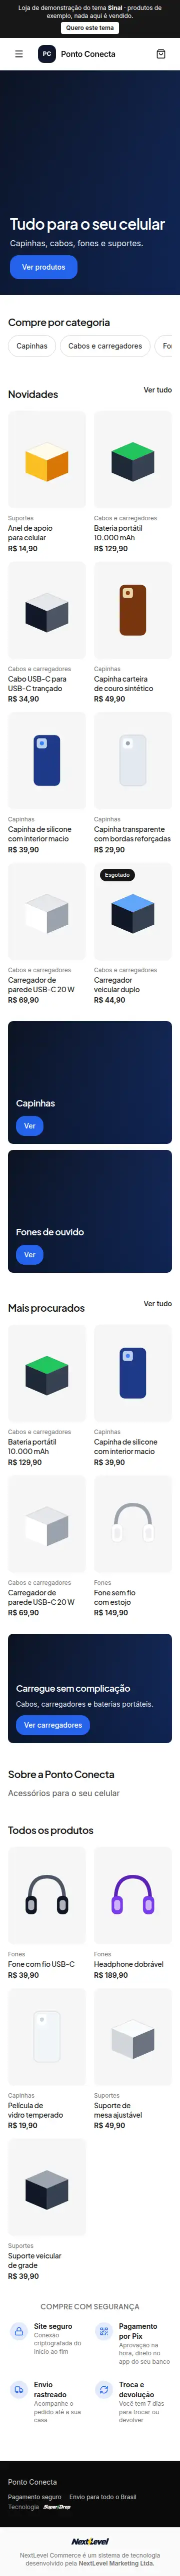 Loja de demonstração do tema Sinal · produtos de
exemplo, nada aqui é vendido.
Quero este tema
PC
Ponto Conecta
Tudo para o seu celular
Capinhas, cabos, fones e suportes.
Ver produtos
Compre por categoria
Capinhas
Cabos e carregadores
Novidades
Ver tudo
Suportes
Anel de apoio
para celular
R$ 14,90
Cabos e carregadores
Bateria portátil
10.000 mAh
R$ 129,90
Cabos e carregadores
Cabo USB-C para
USB-C trançado
R$ 34,90
Capinhas
Capinha carteira
de couro sintético
R$ 49,90
Capinhas
Capinha de silicone
com interior macio
R$ 39,90
Capinhas
Capinha transparente
com bordas reforçadas
R$ 29,90
Cabos e carregadores
Carregador de
parede USB-C 20 W
R$ 69,90
Esgotado
Cabos e carregadores
Carregador
veicular duplo
R$ 44,90
Capinhas
Ver
Fones de ouvido
Ver
Mais procurados
Ver tudo
Cabos e carregadores
Bateria portátil
10.000 mAh
R$ 129,90
Capinhas
Capinha de silicone
com interior macio
R$ 39,90
Cabos e carregadores
Carregador de
parede USB-C 20 W
R$ 69,90
Fones
Fone sem fio
com estojo
R$ 149,90
Carregue sem complicação
Cabos, carregadores e baterias portáteis.
Ver carregadores
Sobre a Ponto Conecta
Acessórios para o seu celular
Todos os produtos
Fones
Fone com fio USB-C
R$ 39,90
Fones
Headphone dobrável
R$ 189,90
Capinhas
Película de
vidro temperado
R$ 19,90
Suportes
Suporte de
mesa ajustável
R$ 49,90
Suportes
Suporte veicular
de grade
R$ 39,90
COMPRE COM SEGURANÇA
Site seguro
Conexão
criptografada do
início ao fim
Pagamento
por Pix
Aprovação na
hora, direto no
app do seu banco
Envio
rastreado
Acompanhe o
pedido até a sua
casa
Troca e
devolução
Você tem 7 dias
para trocar ou
devolver
Ponto Conecta
Pagamento seguro
Envio para todo o Brasil
Tecnologia SuperDrop
NextLevel
NextLevel Commerce é um sistema de tecnologia
desenvolvido pela NextLevel Marketing Ltda.